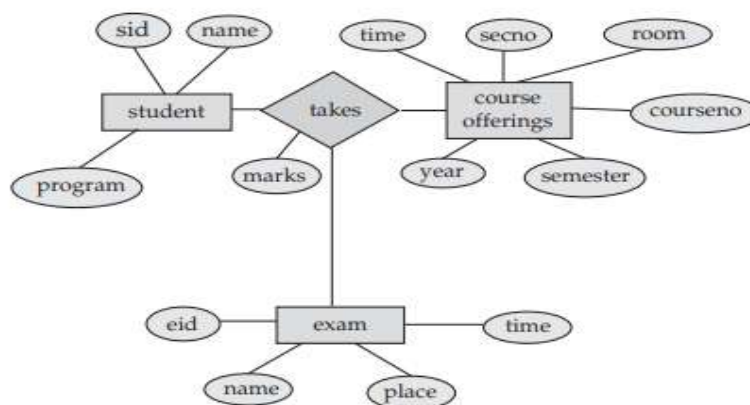 sid
name
time
secno
room
student
takes
course
offerings
courseno
program
marks
year
semester
eid
exam
time
name
place